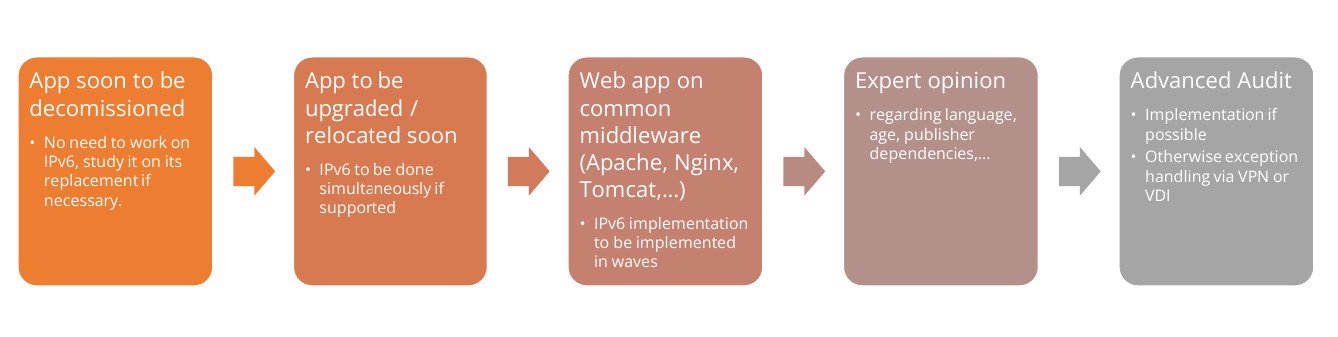 App soon to be
decomissioned
• No need to work on
IPv6, study it on its
replacement if
necessary.
App to be
upgraded /
relocated soon
• IPv6 to be done
simultaneously if
supported
Web app on
common
middleware
(Apache, Nginx,
Tomcat,...)
• IPv6 implementation
to be implemented
in waves
Expert opinion
• regarding language,
age, publisher
dependencies,...
Advanced Audit
• Implementation if
possible
• Otherwise exception
handling via VPN or
VDI